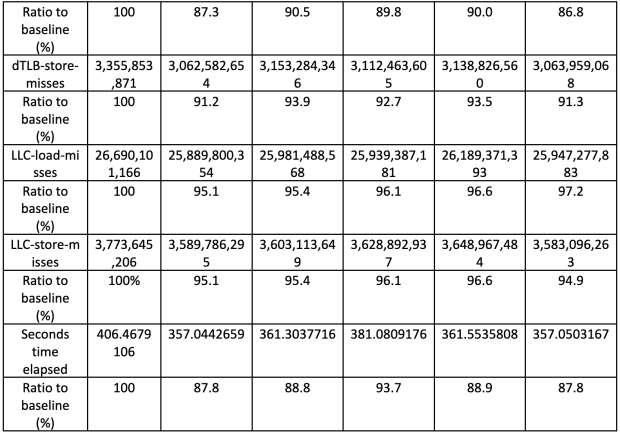 Ratio to baseline (%) 100 87.3 90.5 89.8 90.0 86.8
dTLB-store-misses 3,355,853,871 3,062,582,654 3,153,284,346 3,112,463,605 3,138,826,560 3,063,959,068
Ratio to baseline (%) 100 91.2 93.9 92.7 93.5 91.3
LLC-load-misses 26,690,101,166 25,889,800,354 25,981,488,568 25,939,387,181 26,189,371,393 25,947,277,883
Ratio to baseline (%) 100 95.1 95.4 96.1 96.6 97.2
LLC-store-misses 3,773,645,206 3,589,786,295 3,603,113,649 3,628,892,937 3,648,967,484 3,583,096,263
Ratio to baseline (%) 100% 95.1 95.4 96.1 96.6 94.9
Seconds time elapsed 406.4679106 357.0442659 361.3037716 381.0809176 361.5535808 357.0503167
Ratio to baseline (%) 100 87.8 88.8 93.7 88.9 87.8